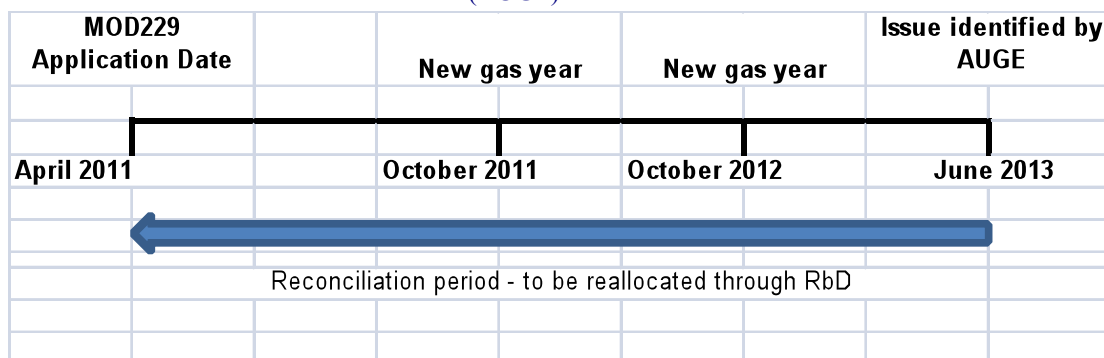 MOD229
Application Date
New gas year
New gas year
Issue identified by
AUGE
April 2011
October 2011
October 2012
June 2013
Reconciliation period - to be reallocated through RbD